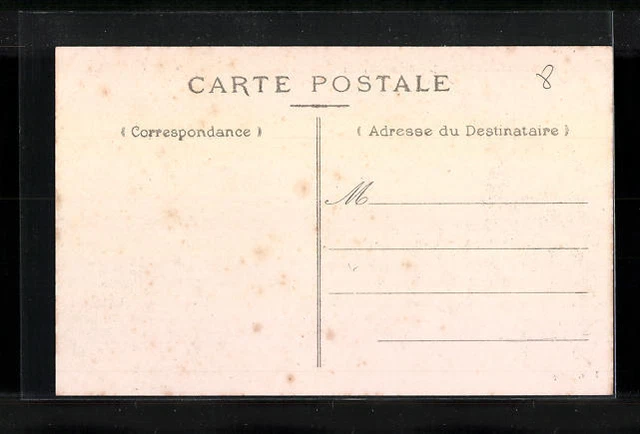 CARTE POSTALE
8
( Correspondance )
( Adresse du Destinataire )
M